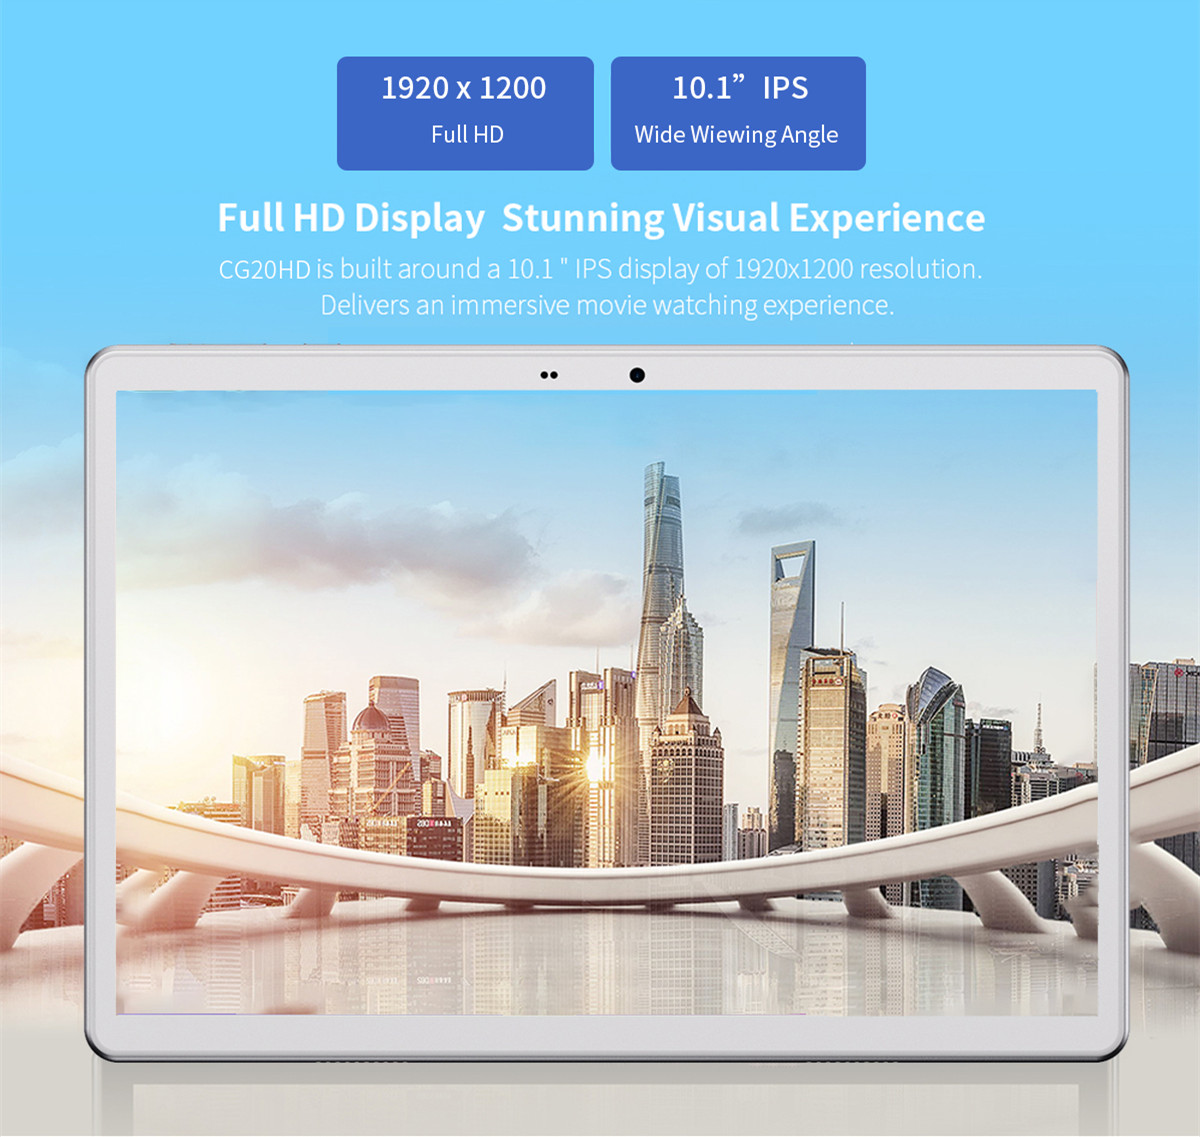 1920 x 1200
Full HD
10.1” IPS
Wide Wiewing Angle
Full HD Display Stunning Visual Experience
CG20HD is built around a 10.1 " IPS display of 1920x1200 resolution.
Delivers an immersive movie watching experience.